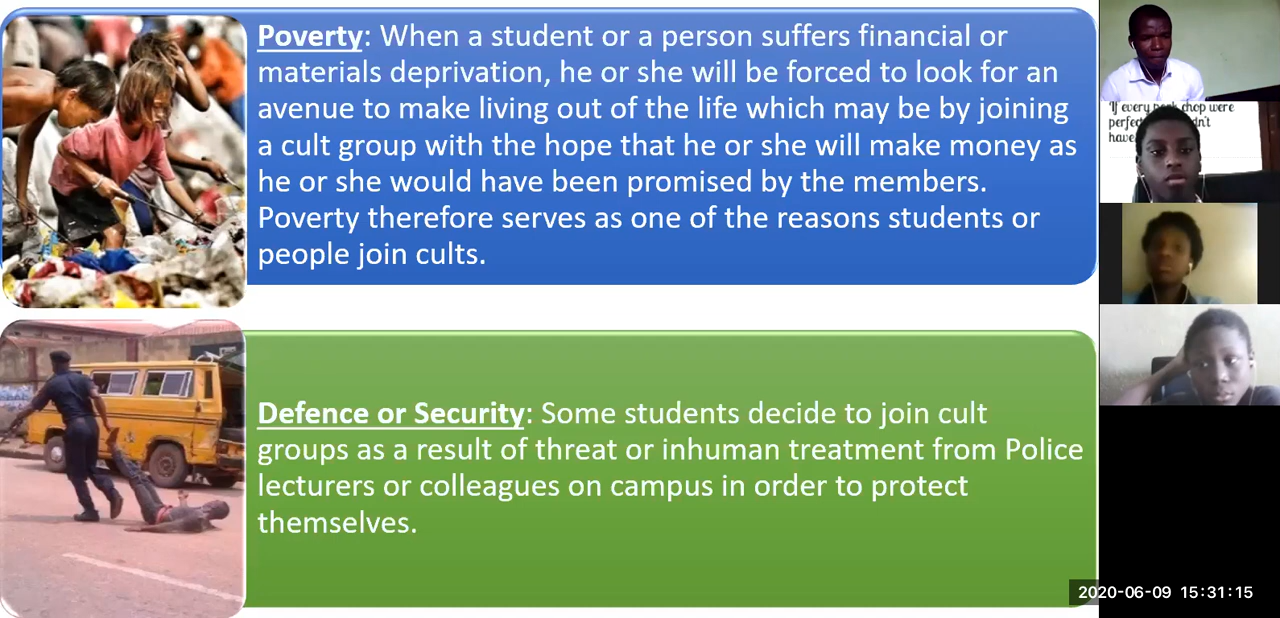 Poverty: When a student or a person suffers financial or
materials deprivation, he or she will be forced to look for an
avenue to make living out of the life which may be by joining
a cult group with the hope that he or she will make money as
he or she would have been promised by the members.
Poverty therefore serves as one of the reasons students or
people join cults.
Defence or Security: Some students decide to join cult
groups as a result of threat or inhuman treatment from Police
lecturers or colleagues on campus in order to protect
themselves.
If every chop were
have
2020-06-09 15:31:15